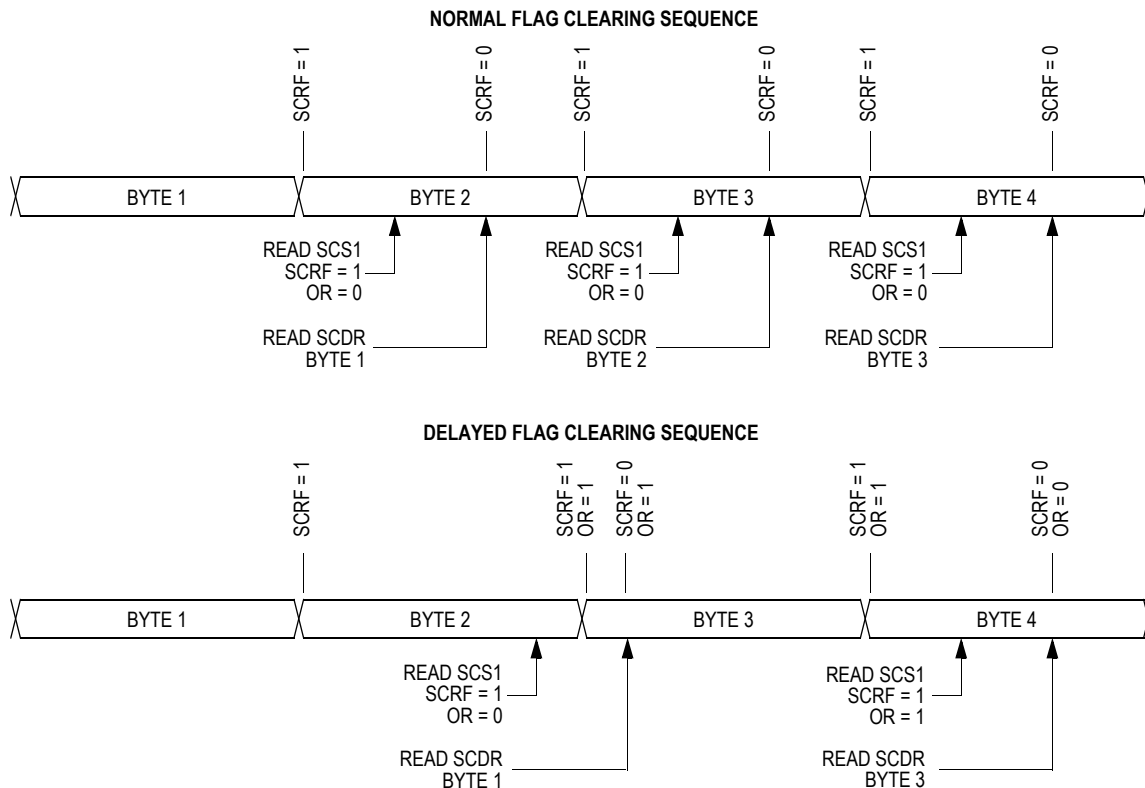 NORMAL FLAG CLEARING SEQUENCE
SCRF = 1
SCRF = 0
SCRF = 1
SCRF = 0
SCRF = 1
SCRF = 0
BYTE 1
BYTE 2
BYTE 3
BYTE 4
READ SCS1
SCRF = 1
OR = 0
READ SCS1
SCRF = 1
OR = 0
READ SCS1
SCRF = 1
OR = 0
READ SCDR
BYTE 1
READ SCDR
BYTE 2
READ SCDR
BYTE 3
DELAYED FLAG CLEARING SEQUENCE
SCRF = 1
SCRF = 1
OR = 1
SCRF = 0
OR = 1
SCRF = 1
OR = 1
SCRF = 0
OR = 0
BYTE 1
BYTE 2
BYTE 3
BYTE 4
READ SCS1
SCRF = 1
OR = 0
READ SCS1
SCRF = 1
OR = 1
READ SCDR
BYTE 1
READ SCDR
BYTE 3